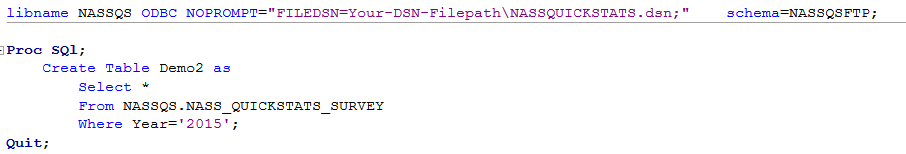 libname NASSQS ODBC NOPROMPT="FILEDSN=Your-DSN-Filepath\NASSQUICKSTATS.dsn;" schema=NASSQSFTP;
Proc SQl;
Create Table Demo2 as
Select *
From NASSQS.NASS_QUICKSTATS_SURVEY
Where Year='2015';
Quit;